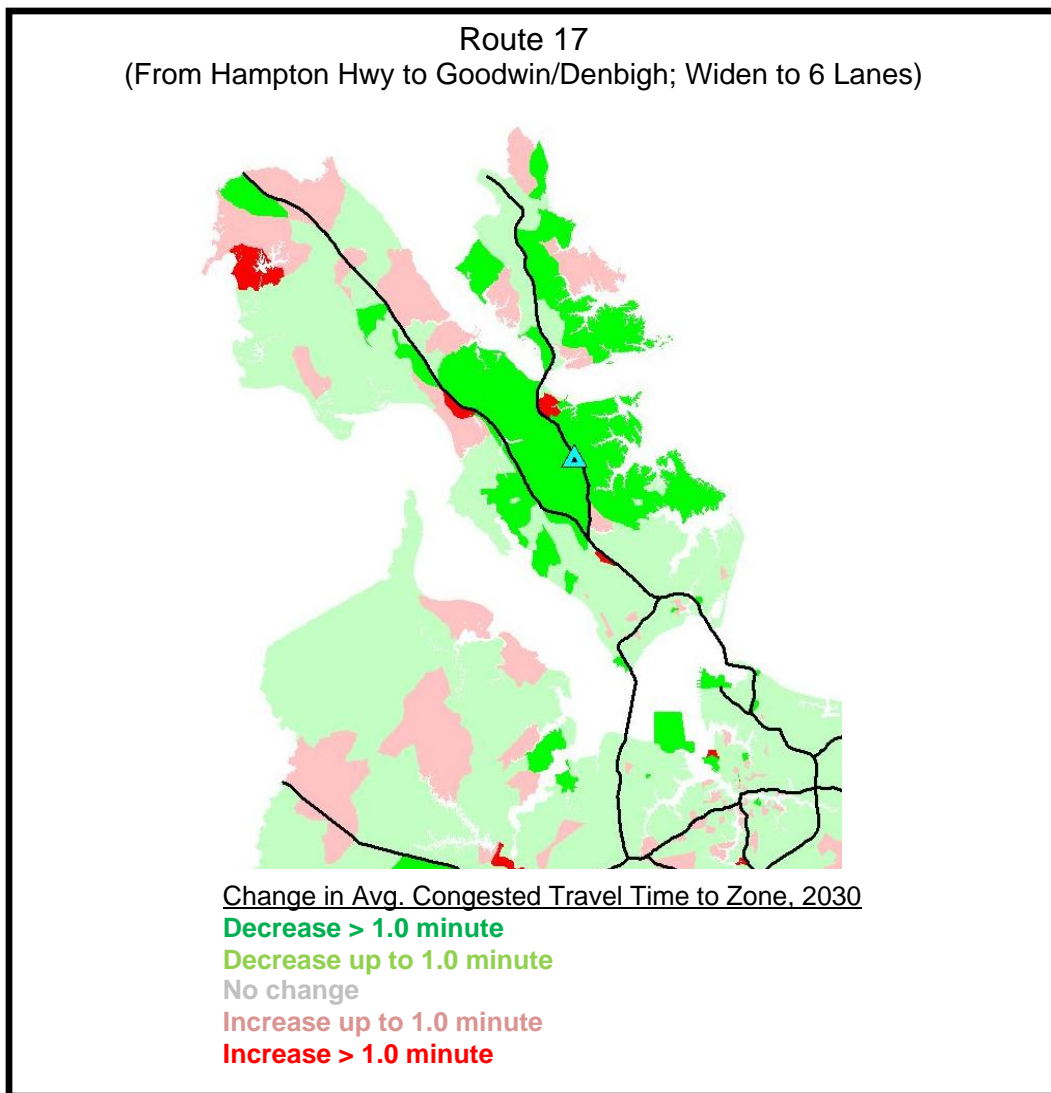 Route 17
(From Hampton Hwy to Goodwin/Denbigh; Widen to 6 Lanes)
Change in Avg. Congested Travel Time to Zone, 2030
Decrease > 1.0 minute
Decrease up to 1.0 minute
No change
Increase up to 1.0 minute
Increase > 1.0 minute